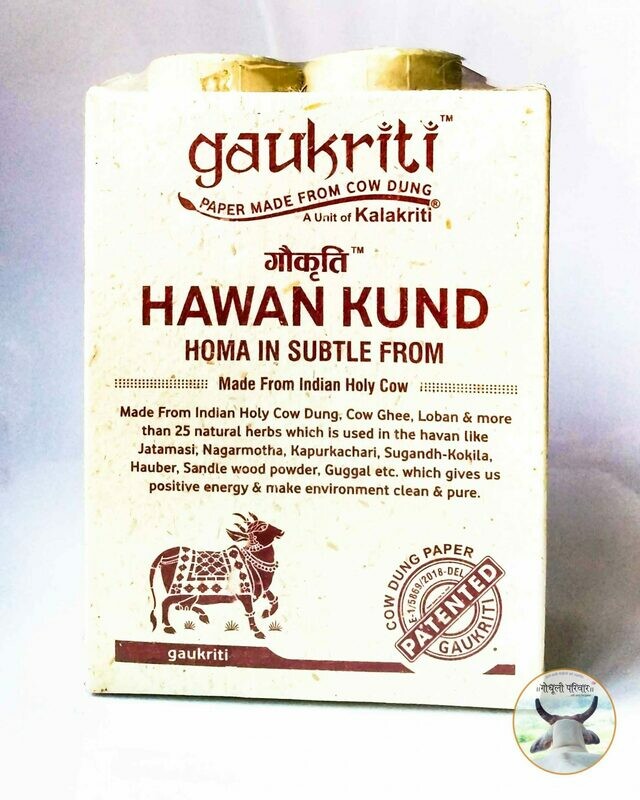 gaukriti™
PAPER MADE FROM COW DUNG
A Unit of Kalakriti®
गौकृति™
HAWAN KUND
HOMA IN SUBTLE FROM
Made From Indian Holy Cow
Made From Indian Holy Cow Dung, Cow Ghee, Loban & more
than 25 natural herbs which is used in the havan like
Jatamasi, Nagarmotha, Kapurkachari, Sugandh-Kokila,
Hauber, Sandle wood powder, Guggal etc. which gives us
positive energy & make environment clean & pure.
COW DUNG PAPER
E-1/5869/2018-DEL
PATENTED
GAUKRITI
gaukriti
॥गोधूली परिवार॥